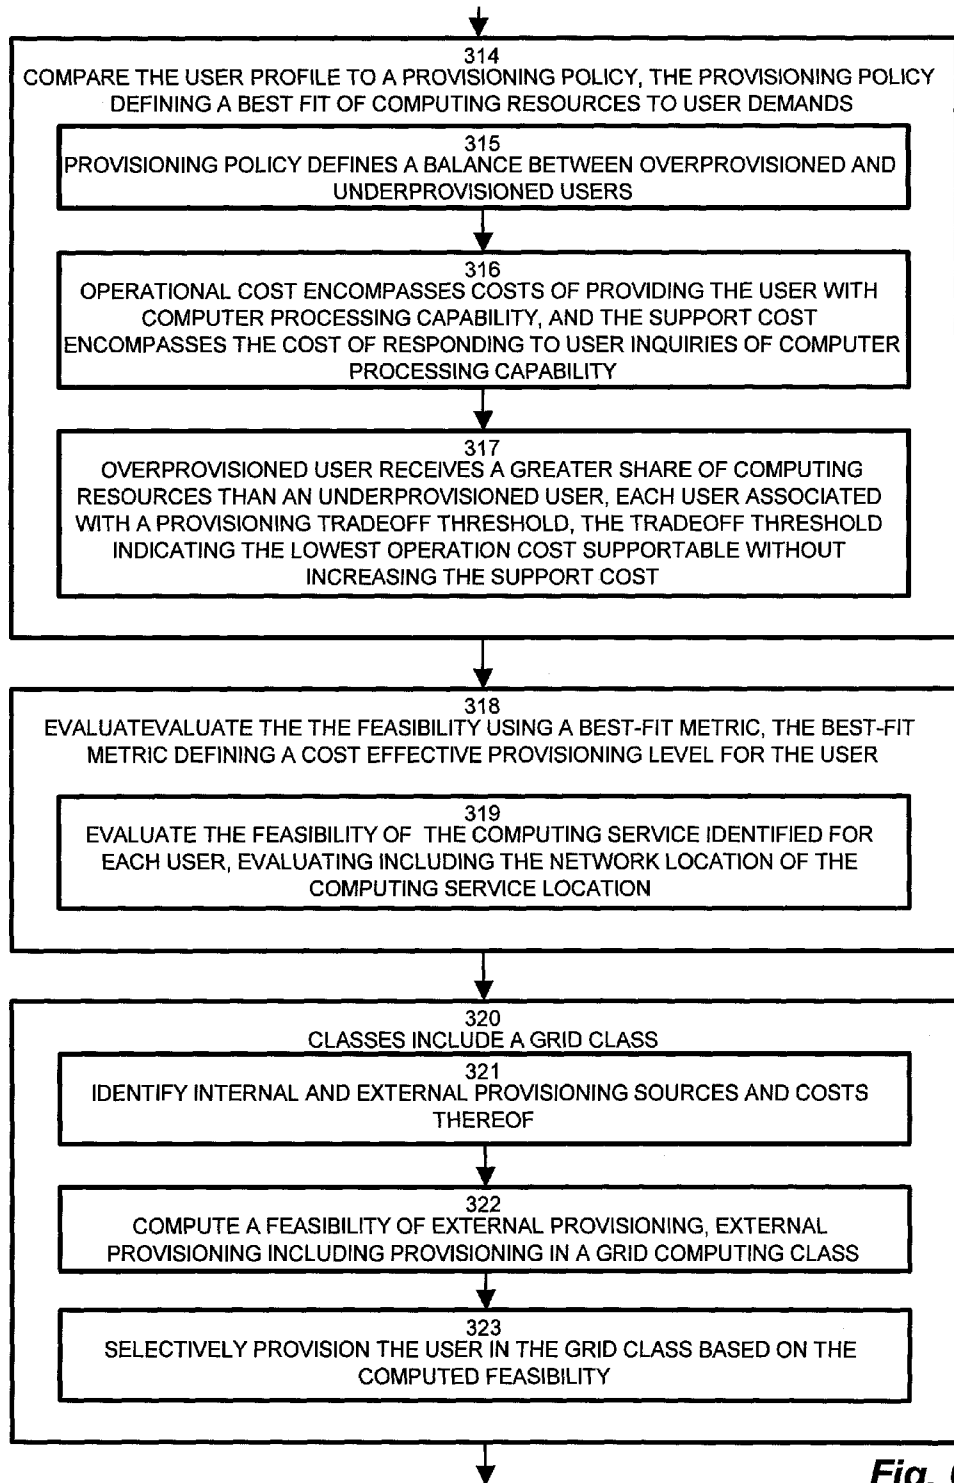 314
COMPARE THE USER PROFILE TO A PROVISIONING POLICY, THE PROVISIONING POLICY
DEFINING A BEST FIT OF COMPUTING RESOURCES TO USER DEMANDS
315
PROVISIONING POLICY DEFINES A BALANCE BETWEEN OVERPROVISIONED AND
UNDERPROVISIONED USERS
316
OPERATIONAL COST ENCOMPASSES COSTS OF PROVIDING THE USER WITH
COMPUTER PROCESSING CAPABILITY, AND THE SUPPORT COST
ENCOMPASSES THE COST OF RESPONDING TO USER INQUIRIES OF COMPUTER
PROCESSING CAPABILITY
317
OVERPROVISIONED USER RECEIVES A GREATER SHARE OF COMPUTING
RESOURCES THAN AN UNDERPROVISIONED USER, EACH USER ASSOCIATED
WITH A PROVISIONING TRADEOFF THRESHOLD, THE TRADEOFF THRESHOLD
INDICATING THE LOWEST OPERATION COST SUPPORTABLE WITHOUT
INCREASING THE SUPPORT COST
318
EVALUATEVALUATE THE THE FEASIBILITY USING A BEST-FIT METRIC, THE BEST-FIT
METRIC DEFINING A COST EFFECTIVE PROVISIONING LEVEL FOR THE USER
319
EVALUATE THE FEASIBILITY OF THE COMPUTING SERVICE IDENTIFIED FOR
EACH USER, EVALUATING INCLUDING THE NETWORK LOCATION OF THE
COMPUTING SERVICE LOCATION
320
CLASSES INCLUDE A GRID CLASS
321
IDENTIFY INTERNAL AND EXTERNAL PROVISIONING SOURCES AND COSTS
THEREOF
322
COMPUTE A FEASIBILITY OF EXTERNAL PROVISIONING, EXTERNAL
PROVISIONING INCLUDING PROVISIONING IN A GRID COMPUTING CLASS
323
SELECTIVELY PROVISION THE USER IN THE GRID CLASS BASED ON THE
COMPUTED FEASIBILITY
Fig.